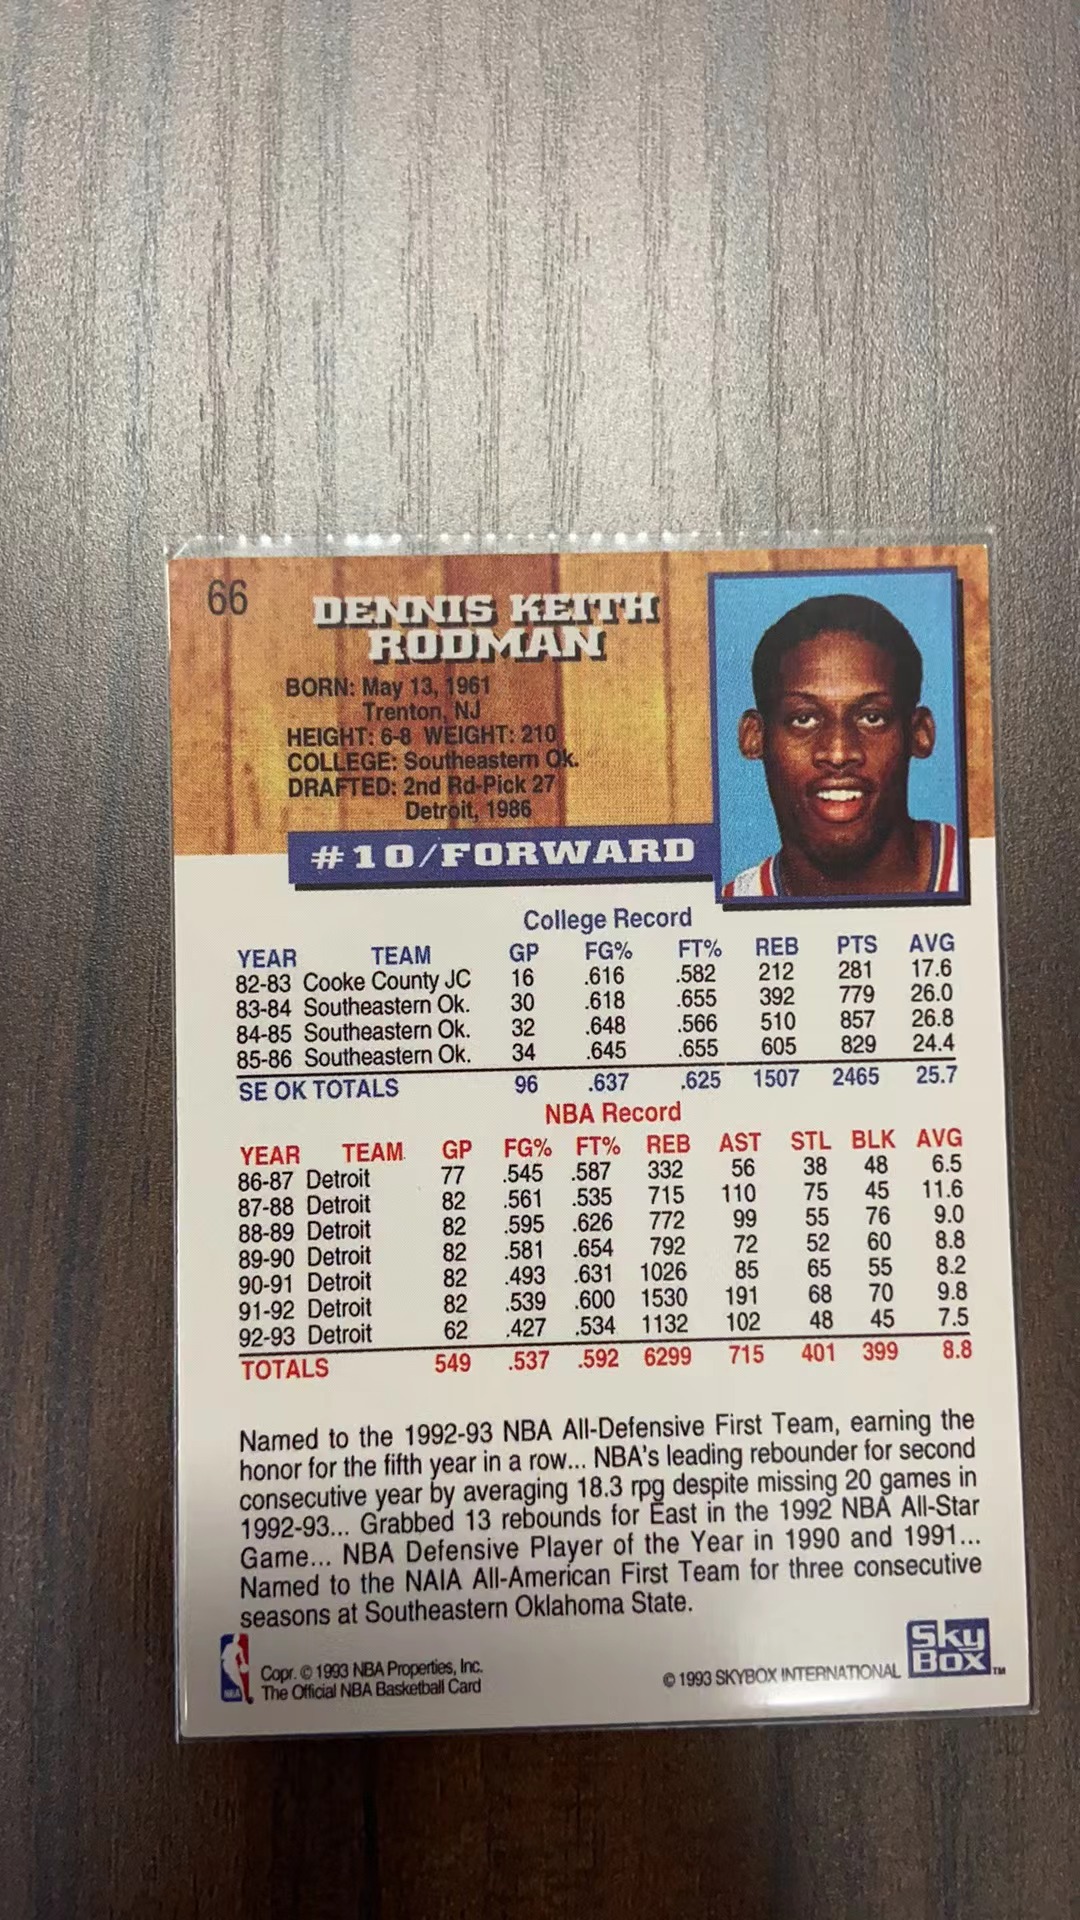 66
DENNIS KEITH
RODMAN
BORN: May 13, 1961
Trenton, NJ
HEIGHT: 6-8 WEIGHT: 210
COLLEGE: Southeastern Ok.
DRAFTED: 2nd Rd-Pick 27
Detroit, 1986
#10/FORWARD
College Record
YEAR TEAM GP FG% FT% REB PTS AVG
82-83 Cooke County JC 16 .616 .582 212 281 17.6
83-84 Southeastern Ok. 30 .618 .655 392 779 26.0
84-85 Southeastern Ok. 32 .648 .566 510 857 26.8
85-86 Southeastern Ok. 34 .645 .655 605 829 24.4
SE OK TOTALS 96 .637 .625 1507 2465 25.7
NBA Record
YEAR TEAM GP FG% FT% REB AST STL BLK AVG
86-87 Detroit 77 .545 .587 332 56 38 48 6.5
87-88 Detroit 82 .561 .535 715 110 75 45 11.6
88-89 Detroit 82 .595 .626 772 99 55 76 9.0
89-90 Detroit 82 .581 .654 792 72 52 60 8.8
90-91 Detroit 82 .493 .631 1026 85 65 55 8.2
91-92 Detroit 82 .539 .600 1530 191 68 70 9.8
92-93 Detroit 62 .427 .534 1132 102 48 45 7.5
TOTALS 549 .537 .592 6299 715 401 399 8.8
Named to the 1992-93 NBA All-Defensive First Team, earning the
honor for the fifth year in a row... NBA's leading rebounder for second
consecutive year by averaging 18.3 rpg despite missing 20 games in
1992-93... Grabbed 13 rebounds for East in the 1992 NBA All-Star
Game... NBA Defensive Player of the Year in 1990 and 1991...
Named to the NAIA All-American First Team for three consecutive
seasons at Southeastern Oklahoma State.
NBA
Copr. © 1993 NBA Properties, Inc.
The Official NBA Basketball Card
© 1993 SKYBOX INTERNATIONAL
Sky
Box™